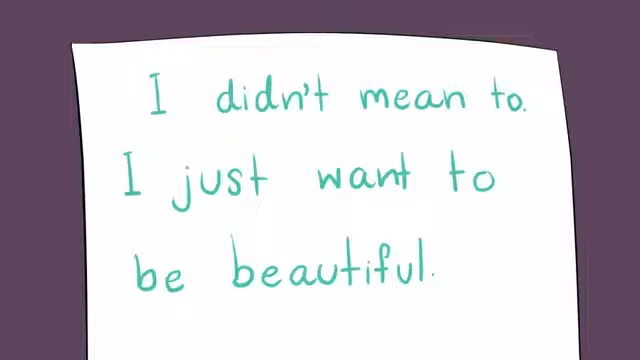 I didn't mean to.
I just want to
be beautiful.